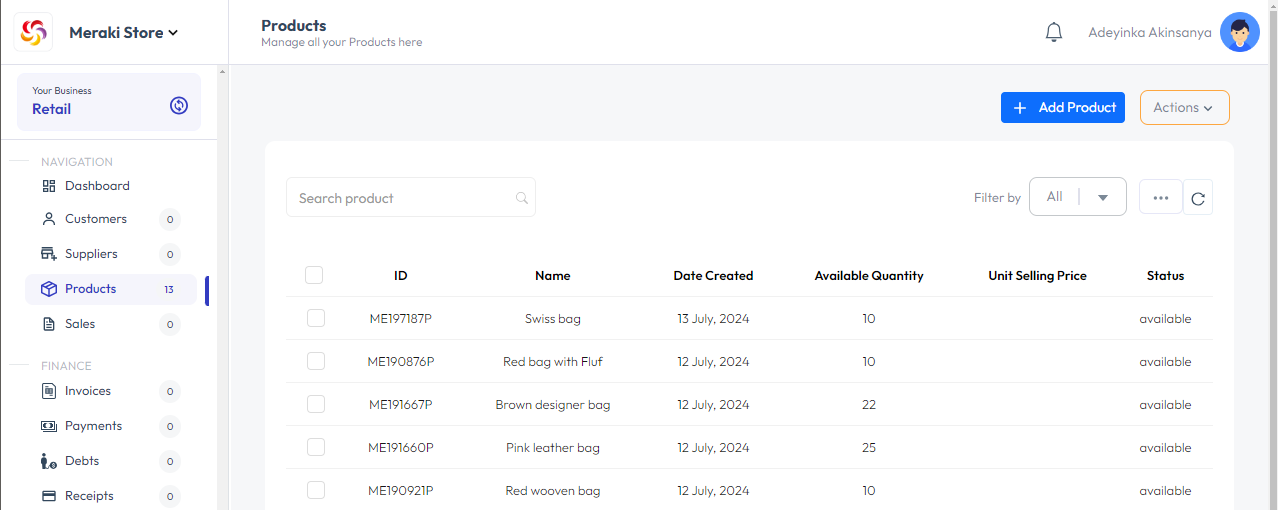 Meraki Store
Products
Manage all your Products here
Adeyinka Akinsanya
Your Business
Retail
NAVIGATION
Dashboard
Customers 0
Suppliers 0
Products 13
Sales 0
FINANCE
Invoices 0
Payments 0
Debts 0
Receipts 0
+ Add Product
Actions
Search product
Filter by All
ID Name Date Created Available Quantity Unit Selling Price Status
ME197187P Swiss bag 13 July, 2024 10 available
ME190876P Red bag with Fluf 12 July, 2024 10 available
ME191667P Brown designer bag 12 July, 2024 22 available
ME191660P Pink leather bag 12 July, 2024 25 available
ME190921P Red wooven bag 12 July, 2024 10 available